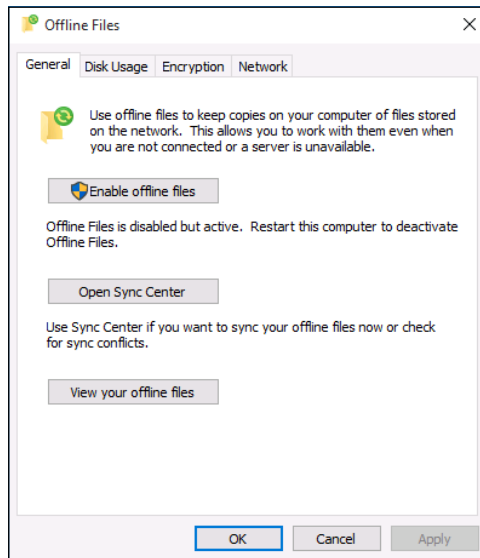 Offline Files
General Disk Usage Encryption Network
Use offline files to keep copies on your computer of files stored
on the network.  This allows you to work with them even when
you are not connected or a server is unavailable.
Enable offline files
Offline Files is disabled but active.  Restart this computer to deactivate
Offline Files.
Open Sync Center
Use Sync Center if you want to sync your offline files now or check
for sync conflicts.
View your offline files
OK Cancel Apply